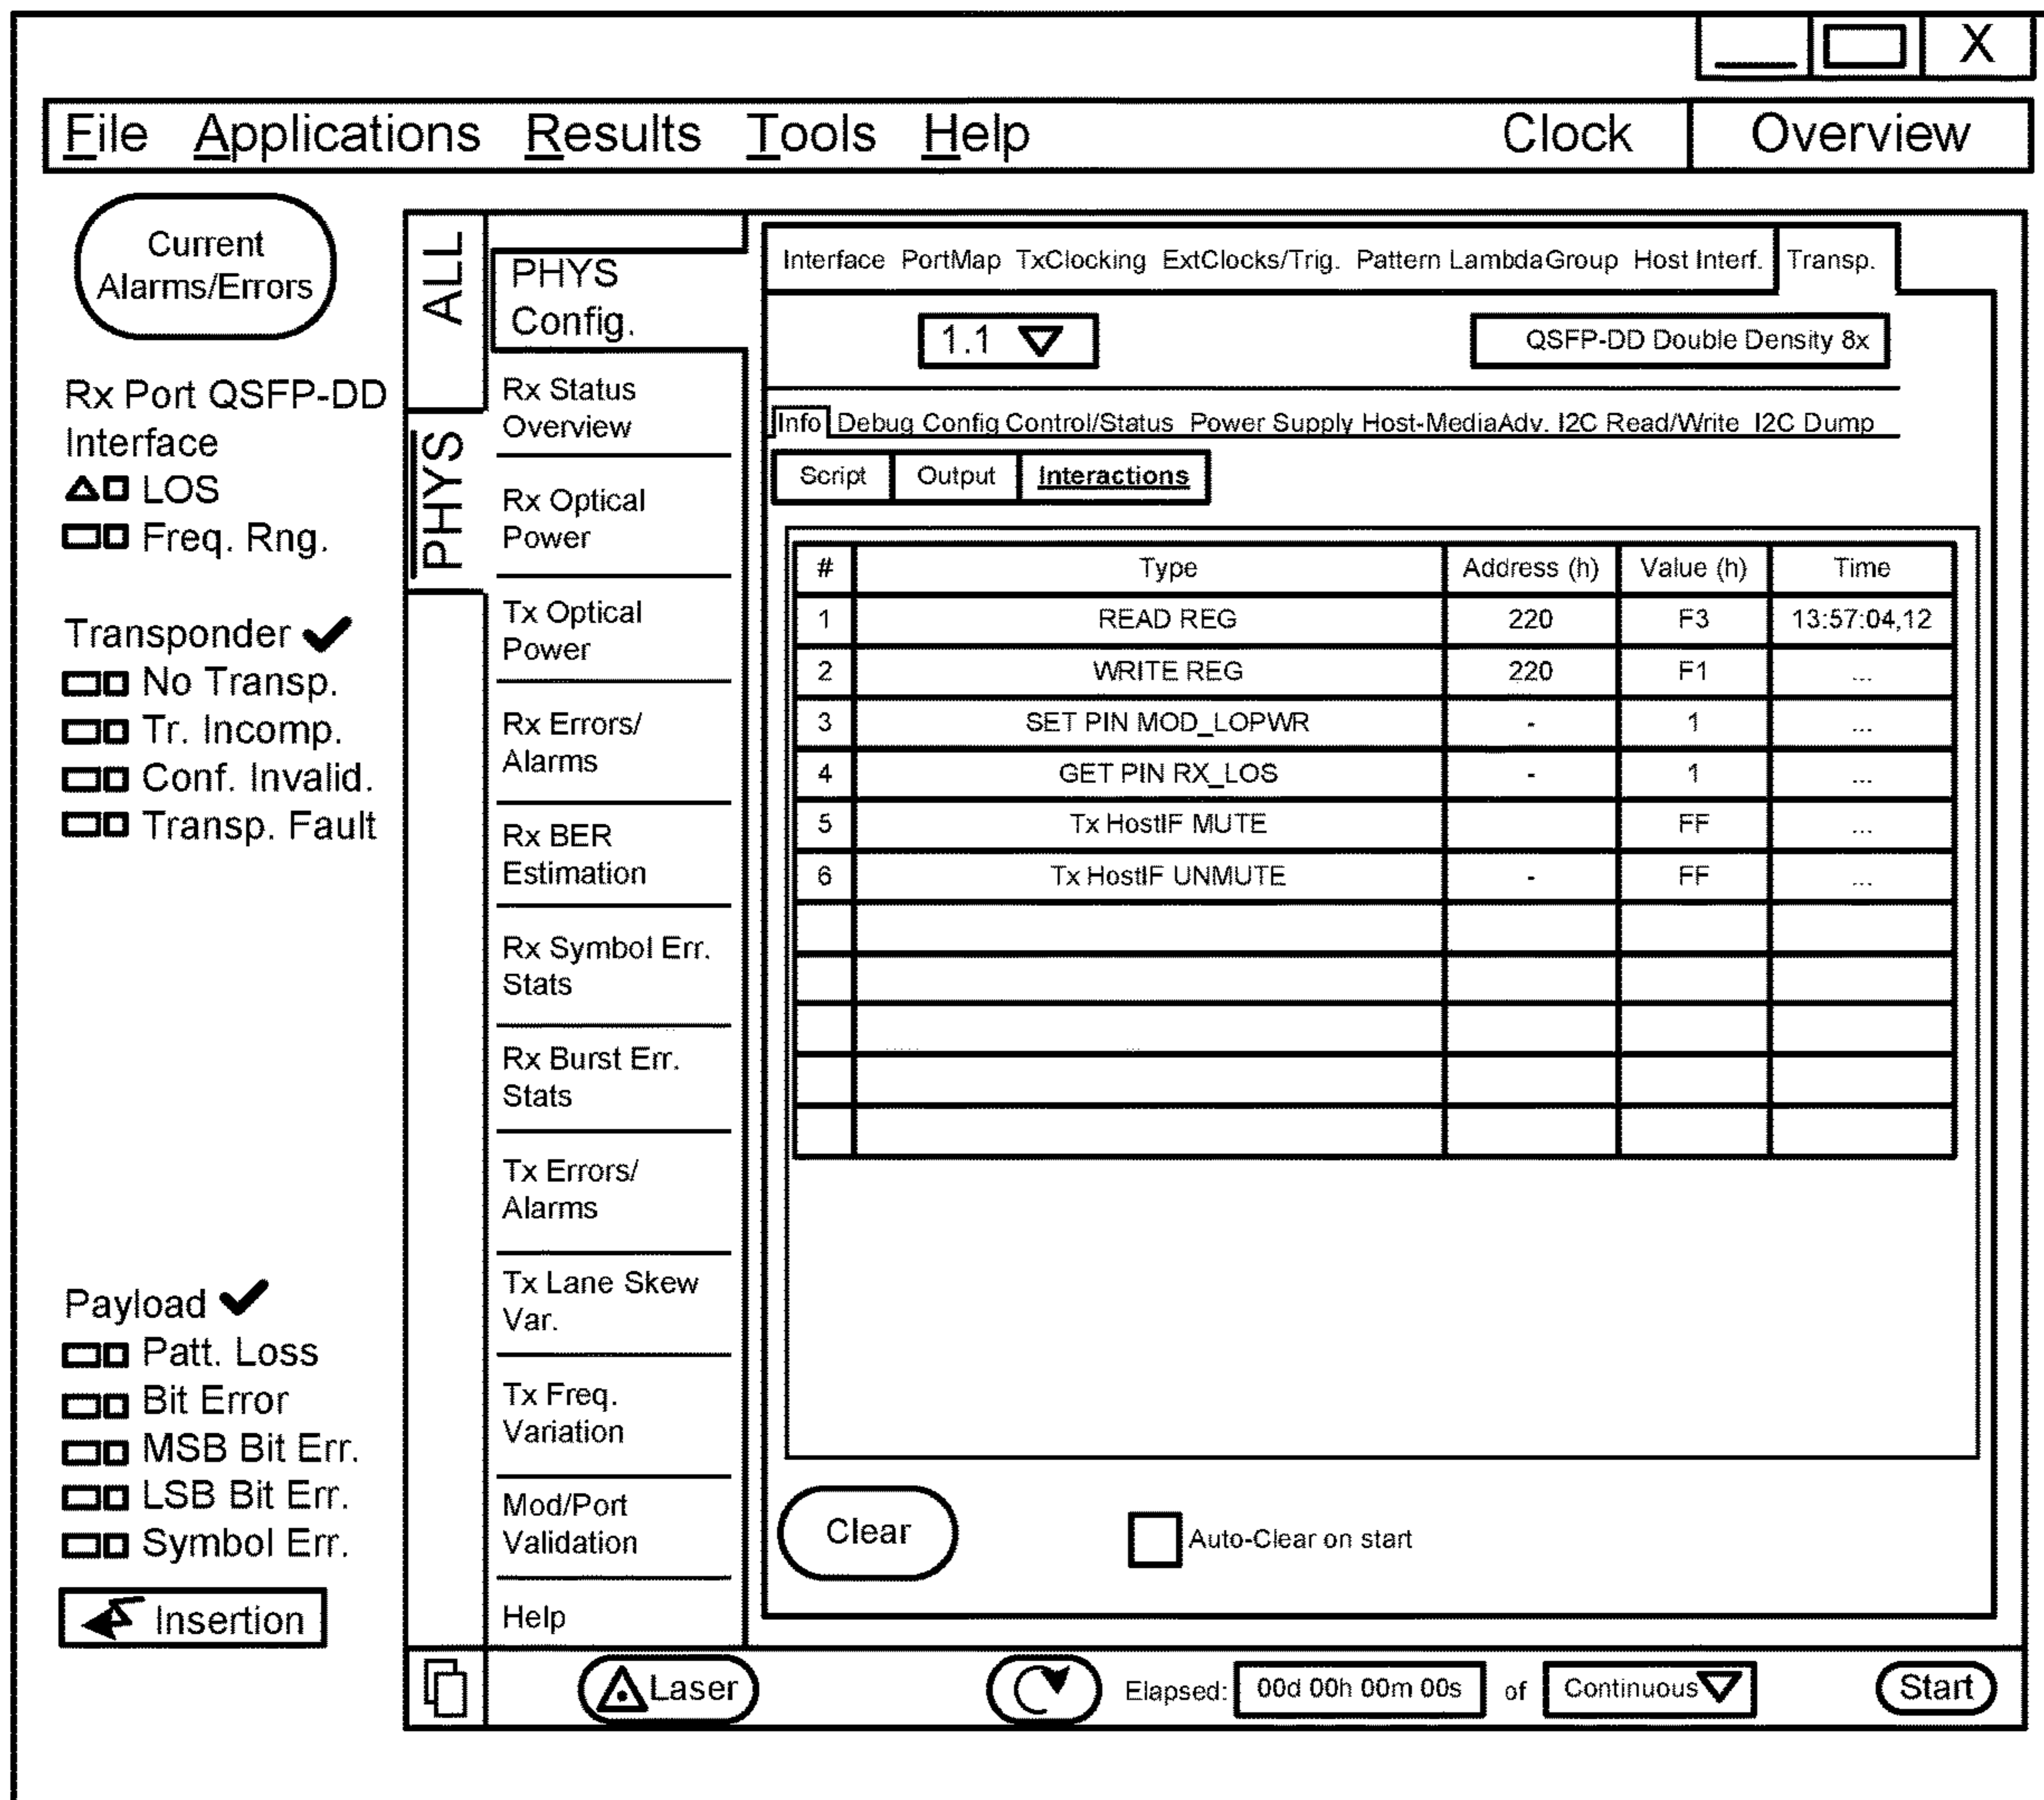 X
File Applications Results Tools Help Clock Overview
Current
Alarms/Errors
Rx Port QSFP-DD
Interface
LOS
Freq. Rng.
Transponder
No Transp.
Tr. Incomp.
Conf. Invalid.
Transp. Fault
Payload
Patt. Loss
Bit Error
MSB Bit Err.
LSB Bit Err.
Symbol Err.
Insertion
ALL
PHYS
PHYS
Config.
Rx Status
Overview
Rx Optical
Power
Tx Optical
Power
Rx Errors/
Alarms
Rx BER
Estimation
Rx Symbol Err.
Stats
Rx Burst Err.
Stats
Tx Errors/
Alarms
Tx Lane Skew
Var.
Tx Freq.
Variation
Mod/Port
Validation
Help
Interface PortMap TxClocking ExtClocks/Trig. Pattern LambdaGroup Host Interf. Transp.
1.1 QSFP-DD Double Density 8x
Info Debug Config Control/Status Power Supply Host-MediaAdv. I2C Read/Write I2C Dump
Script Output Interactions
# Type Address (h) Value (h) Time
1 READ REG 220 F3 13:57:04,12
2 WRITE REG 220 F1 ...
3 SET PIN MOD_LOPWR - 1 ...
4 GET PIN RX_LOS - 1 ...
5 Tx HostIF MUTE FF ...
6 Tx HostIF UNMUTE - FF ...
Clear Auto-Clear on start
Laser Elapsed: 00d 00h 00m 00s of Continuous Start